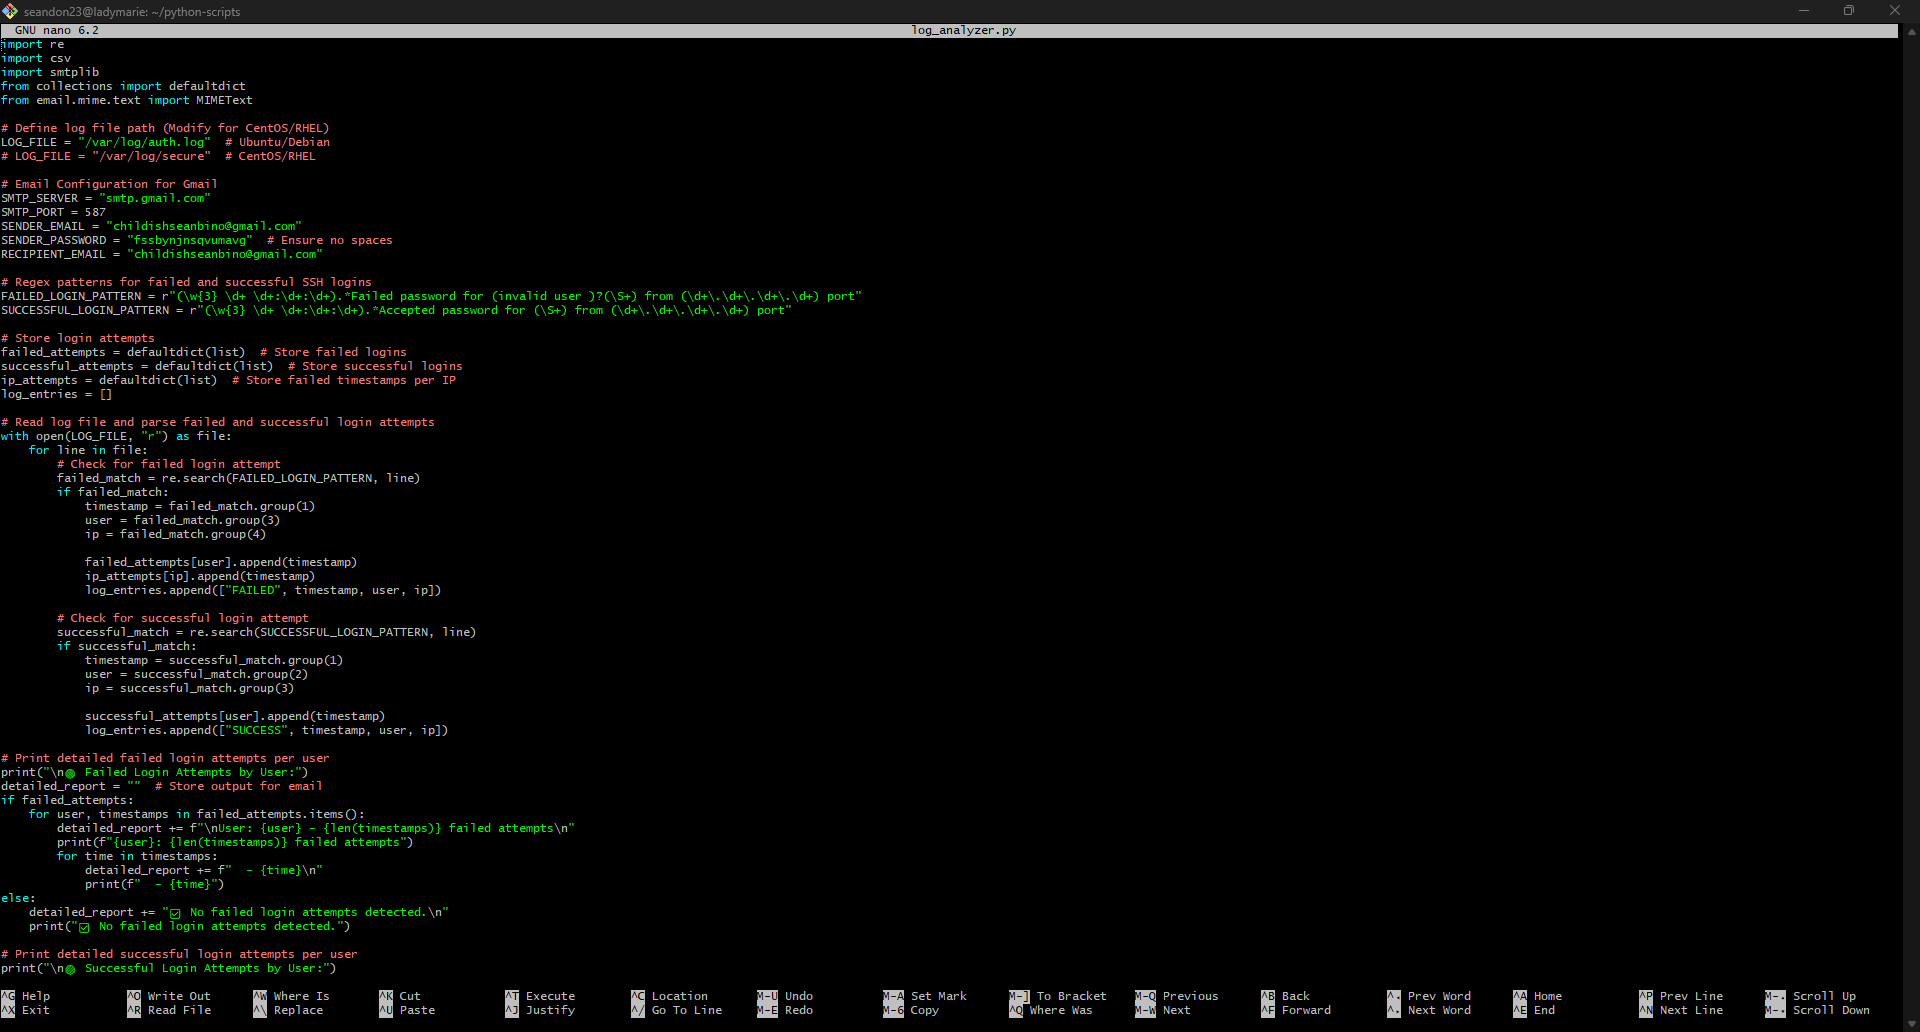 seandon23@ladymarie: ~/python-scripts
GNU nano 6.2 log_analyzer.py
import re
import csv
import smtplib
from collections import defaultdict
from email.mime.text import MIMEText

# Define log file path (Modify for CentOS/RHEL)
LOG_FILE = "/var/log/auth.log"  # Ubuntu/Debian
# LOG_FILE = "/var/log/secure"  # CentOS/RHEL

# Email Configuration for Gmail
SMTP_SERVER = "smtp.gmail.com"
SMTP_PORT = 587
SENDER_EMAIL = "childishseanbino@gmail.com"
SENDER_PASSWORD = "fssbynjnsqvumavg"  # Ensure no spaces
RECIPIENT_EMAIL = "childishseanbino@gmail.com"

# Regex patterns for failed and successful SSH logins
FAILED_LOGIN_PATTERN = r"(\w{3} \d+ \d+:\d+:\d+).*Failed password for (invalid user )?(\S+) from (\d+\.\d+\.\d+\.\d+) port"
SUCCESSFUL_LOGIN_PATTERN = r"(\w{3} \d+ \d+:\d+:\d+).*Accepted password for (\S+) from (\d+\.\d+\.\d+\.\d+) port"

# Store login attempts
failed_attempts = defaultdict(list)  # Store failed logins
successful_attempts = defaultdict(list)  # Store successful logins
ip_attempts = defaultdict(list)  # Store failed timestamps per IP
log_entries = []

# Read log file and parse failed and successful login attempts
with open(LOG_FILE, "r") as file:
    for line in file:
        # Check for failed login attempt
        failed_match = re.search(FAILED_LOGIN_PATTERN, line)
        if failed_match:
            timestamp = failed_match.group(1)
            user = failed_match.group(3)
            ip = failed_match.group(4)

            failed_attempts[user].append(timestamp)
            ip_attempts[ip].append(timestamp)
            log_entries.append(["FAILED", timestamp, user, ip])

        # Check for successful login attempt
        successful_match = re.search(SUCCESSFUL_LOGIN_PATTERN, line)
        if successful_match:
            timestamp = successful_match.group(1)
            user = successful_match.group(2)
            ip = successful_match.group(3)

            successful_attempts[user].append(timestamp)
            log_entries.append(["SUCCESS", timestamp, user, ip])

# Print detailed failed login attempts per user
print("\n● Failed Login Attempts by User:")
detailed_report = ""  # Store output for email
if failed_attempts:
    for user, timestamps in failed_attempts.items():
        detailed_report += f"\nUser: {user} - {len(timestamps)} failed attempts\n"
        print(f"{user}: {len(timestamps)} failed attempts")
        for time in timestamps:
            detailed_report += f"  - {time}\n"
            print(f"  - {time}")
else:
    detailed_report += "☑ No failed login attempts detected.\n"
    print("☑ No failed login attempts detected.")

# Print detailed successful login attempts per user
print("\n● Successful Login Attempts by User:")
^G Help ^O Write Out ^W Where Is ^K Cut ^T Execute ^C Location M-U Undo M-A Set Mark M-] To Bracket M-Q Previous ^B Back ^◂ Prev Word ^A Home ^P Prev Line M-▴ Scroll Up
^X Exit ^R Read File ^\ Replace ^U Paste ^J Justify ^/ Go To Line M-E Redo M-6 Copy ^Q Where Was M-W Next ^F Forward ^▸ Next Word ^E End ^N Next Line M-▾ Scroll Down